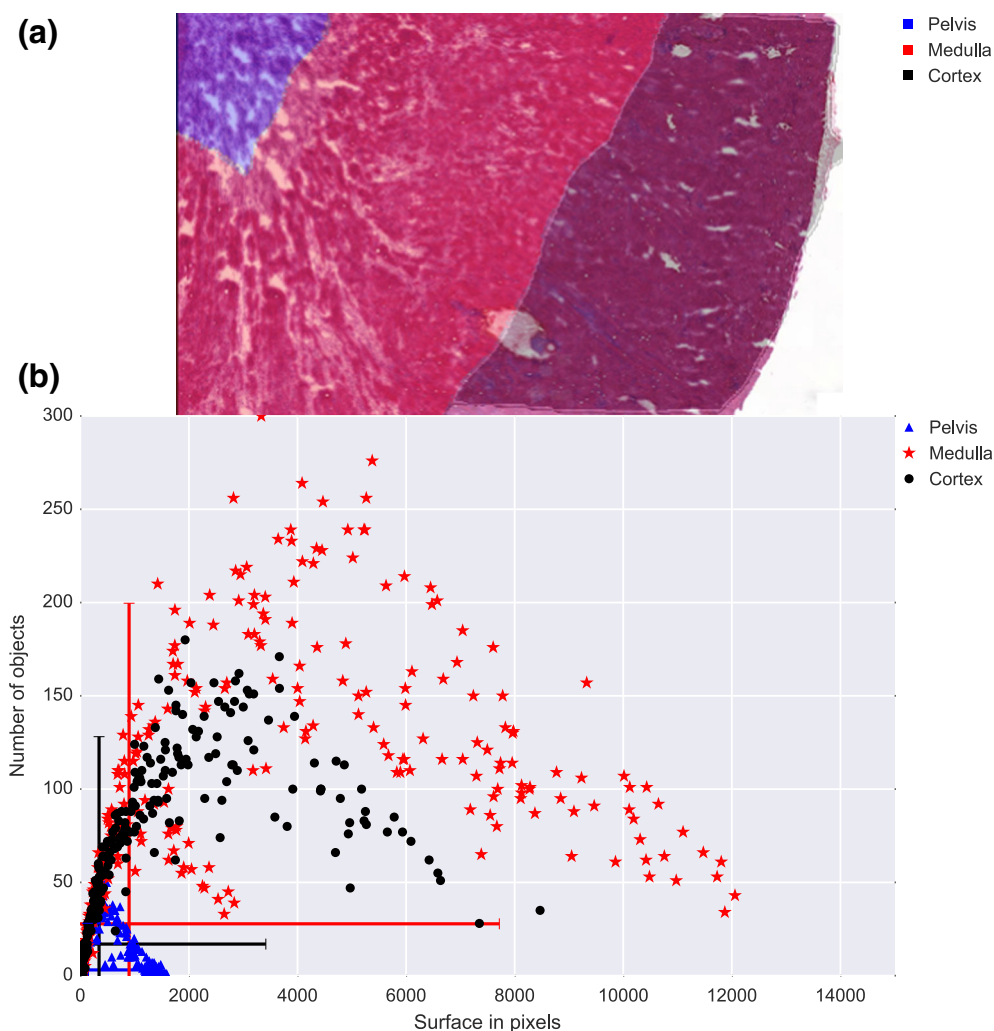 (a)
Pelvis
Medulla
Cortex
(b)
Pelvis
Medulla
Cortex
Number of objects
300
250
200
150
100
50
0
0 2000 4000 6000 8000 10000 12000 14000
Surface in pixels